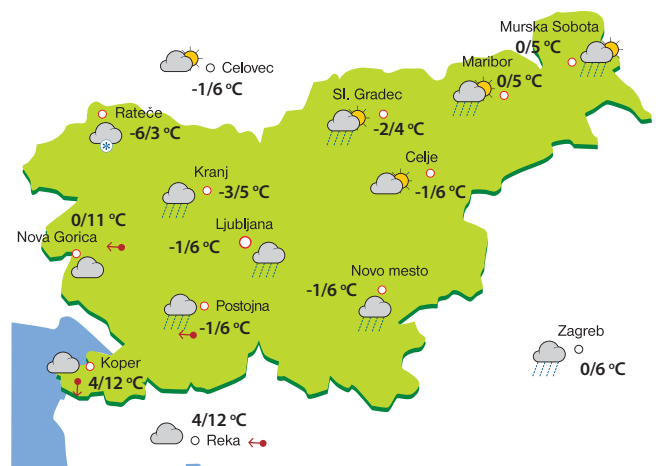 Murska Sobota
0/5 °C
Celovec
-1/6 °C
Maribor
0/5 °C
Sl. Gradec
-2/4 °C
Rateče
-6/3 °C
Celje
-1/6 °C
Kranj
-3/5 °C
0/11 °C
Nova Gorica
Ljubljana
-1/6 °C
Novo mesto
-1/6 °C
Postojna
-1/6 °C
Zagreb
0/6 °C
Koper
4/12 °C
4/12 °C
Reka